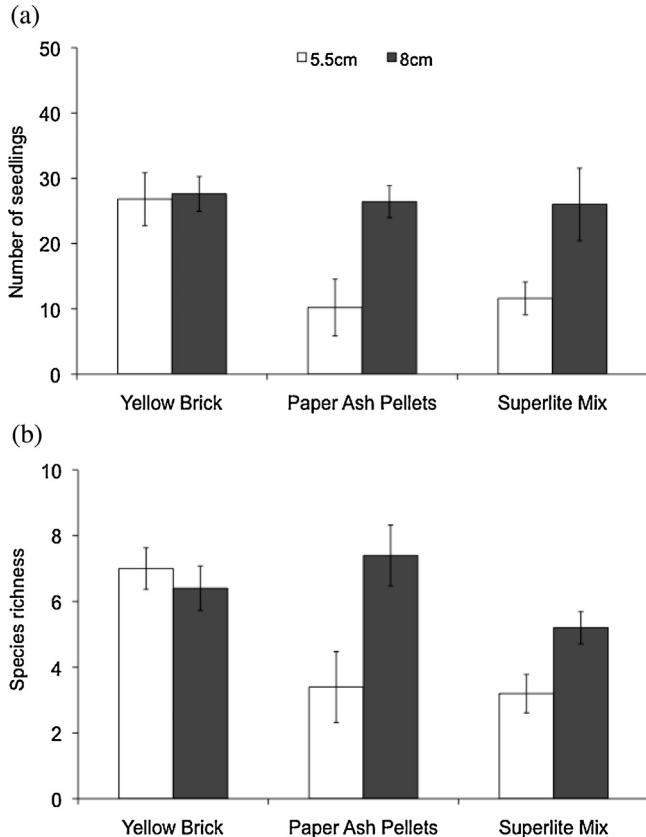 (a)
50
5.5cm 8cm
40
30
20
10
0
Number of seedlings
Yellow Brick Paper Ash Pellets Superlite Mix
(b)
10
8
6
4
2
0
Species richness
Yellow Brick Paper Ash Pellets Superlite Mix